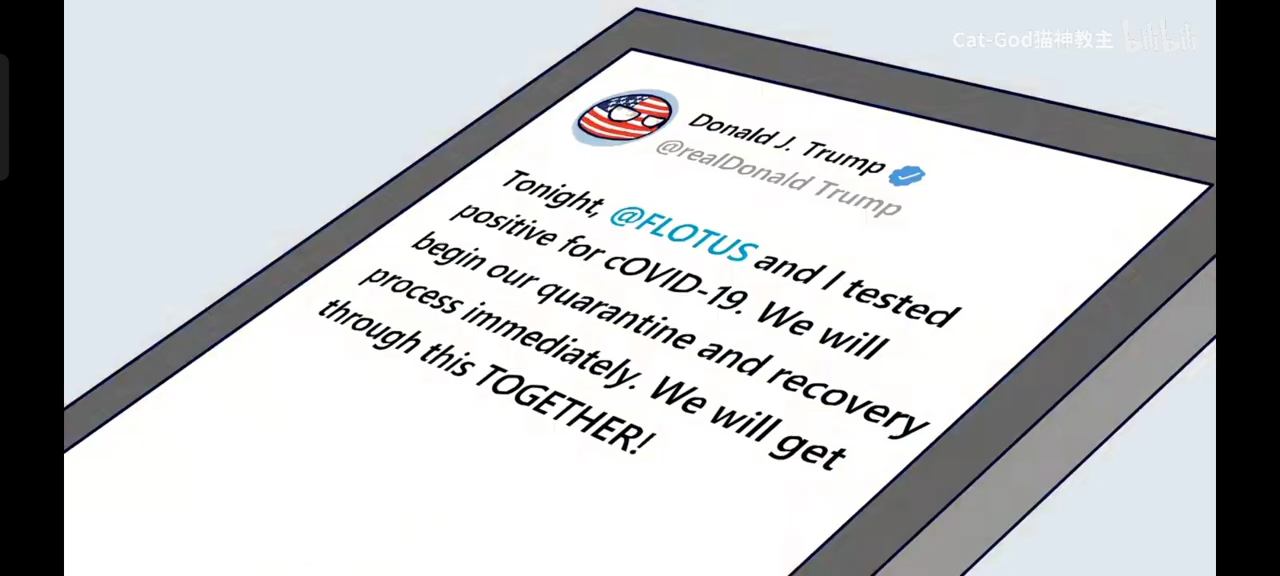 Cat-God猫神教主 bilibili
Donald J. Trump
@realDonald Trump
Tonight, @FLOTUS and I tested
positive for cOVID-19. We will
begin our quarantine and recovery
process immediately. We will get
through this TOGETHER!